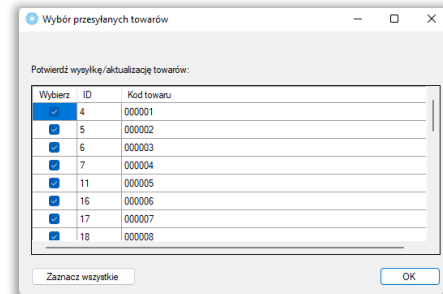 Wybór przesyłanych towarów
Potwierdź wysyłkę/aktualizację towarów:
Wybierz ID Kod towaru
4 000001
5 000002
6 000003
7 000004
11 000005
16 000006
17 000007
18 000008
Zaznacz wszystkie OK